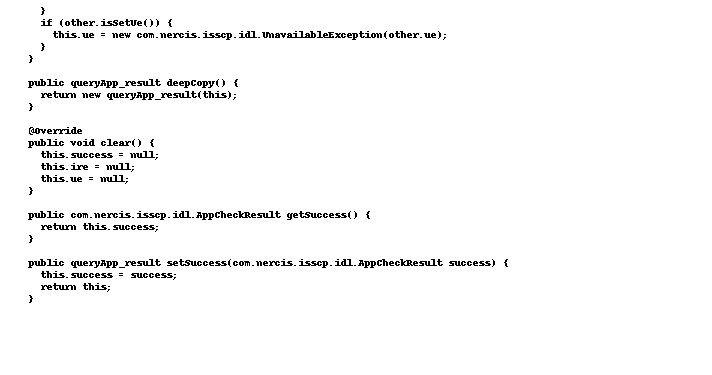 }
if (other.isSetUe()) {
this.ue = new com.nercis.isscp.idl.UnavailableException(other.ue);
}
}
public queryApp_result deepCopy() {
return new queryApp_result(this);
}
@Override
public void clear() {
this.success = null;
this.ire = null;
this.ue = null;
}
public com.nercis.isscp.idl.AppCheckResult getSuccess() {
return this.success;
}
public queryApp_result setSuccess(com.nercis.isscp.idl.AppCheckResult success) {
this.success = success;
return this;
}